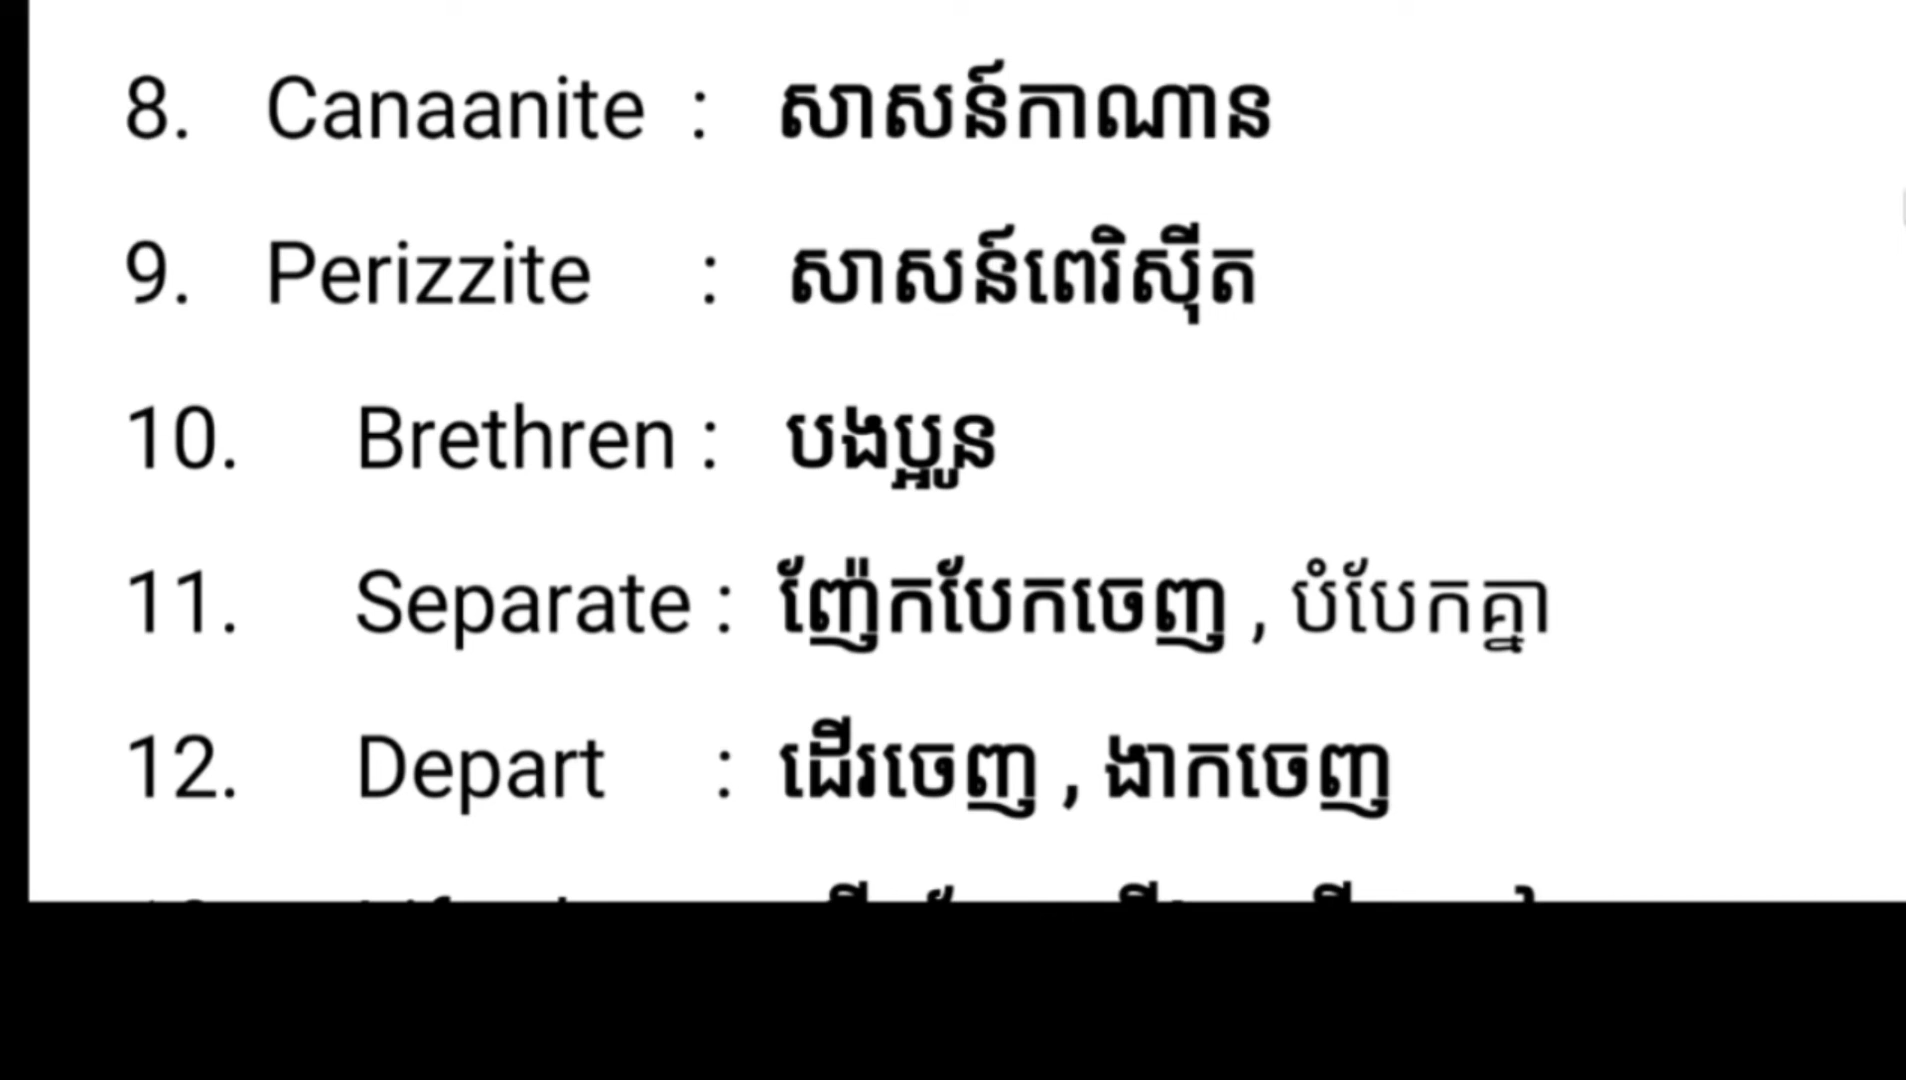 8. Canaanite : សាសន៍កាណាន
9. Perizzite : សាសន៍ពេរិស៊ីត
10. Brethren : បងប្អូន
11. Separate : ញ៉ែកបែកចេញ , បំបែកគ្នា
12. Depart : ដើរចេញ , ងាកចេញ